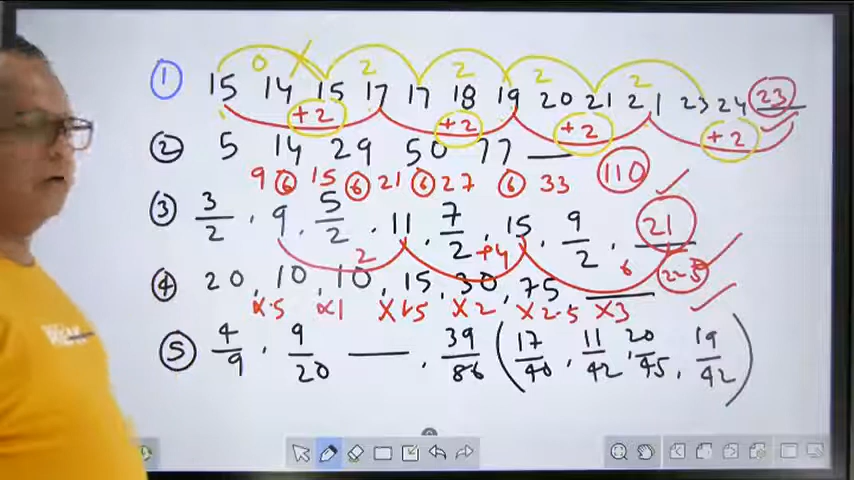 0 2 2 2 2
① 15 14 15 17 17 18 19 20 21 21 23 24 23
+2 +2 +2 +2
② 5 14 29 50 77 ___ 110
9 6 15 6 21 6 27 6 33
③ 3/2 , 9 , 5/2 , 11 , 7/2 , 15 , 9/2 , 21
2 +4 6
④ 20 , 10 , 10 , 15 , 30 , 75 ___
×.5 ×1 ×1.5 ×2 ×2.5 ×3
⑤ 4/9 , 9/20 ___ , 39/86 ( 17/40 , 11/42 , 20/45 , 19/42 )